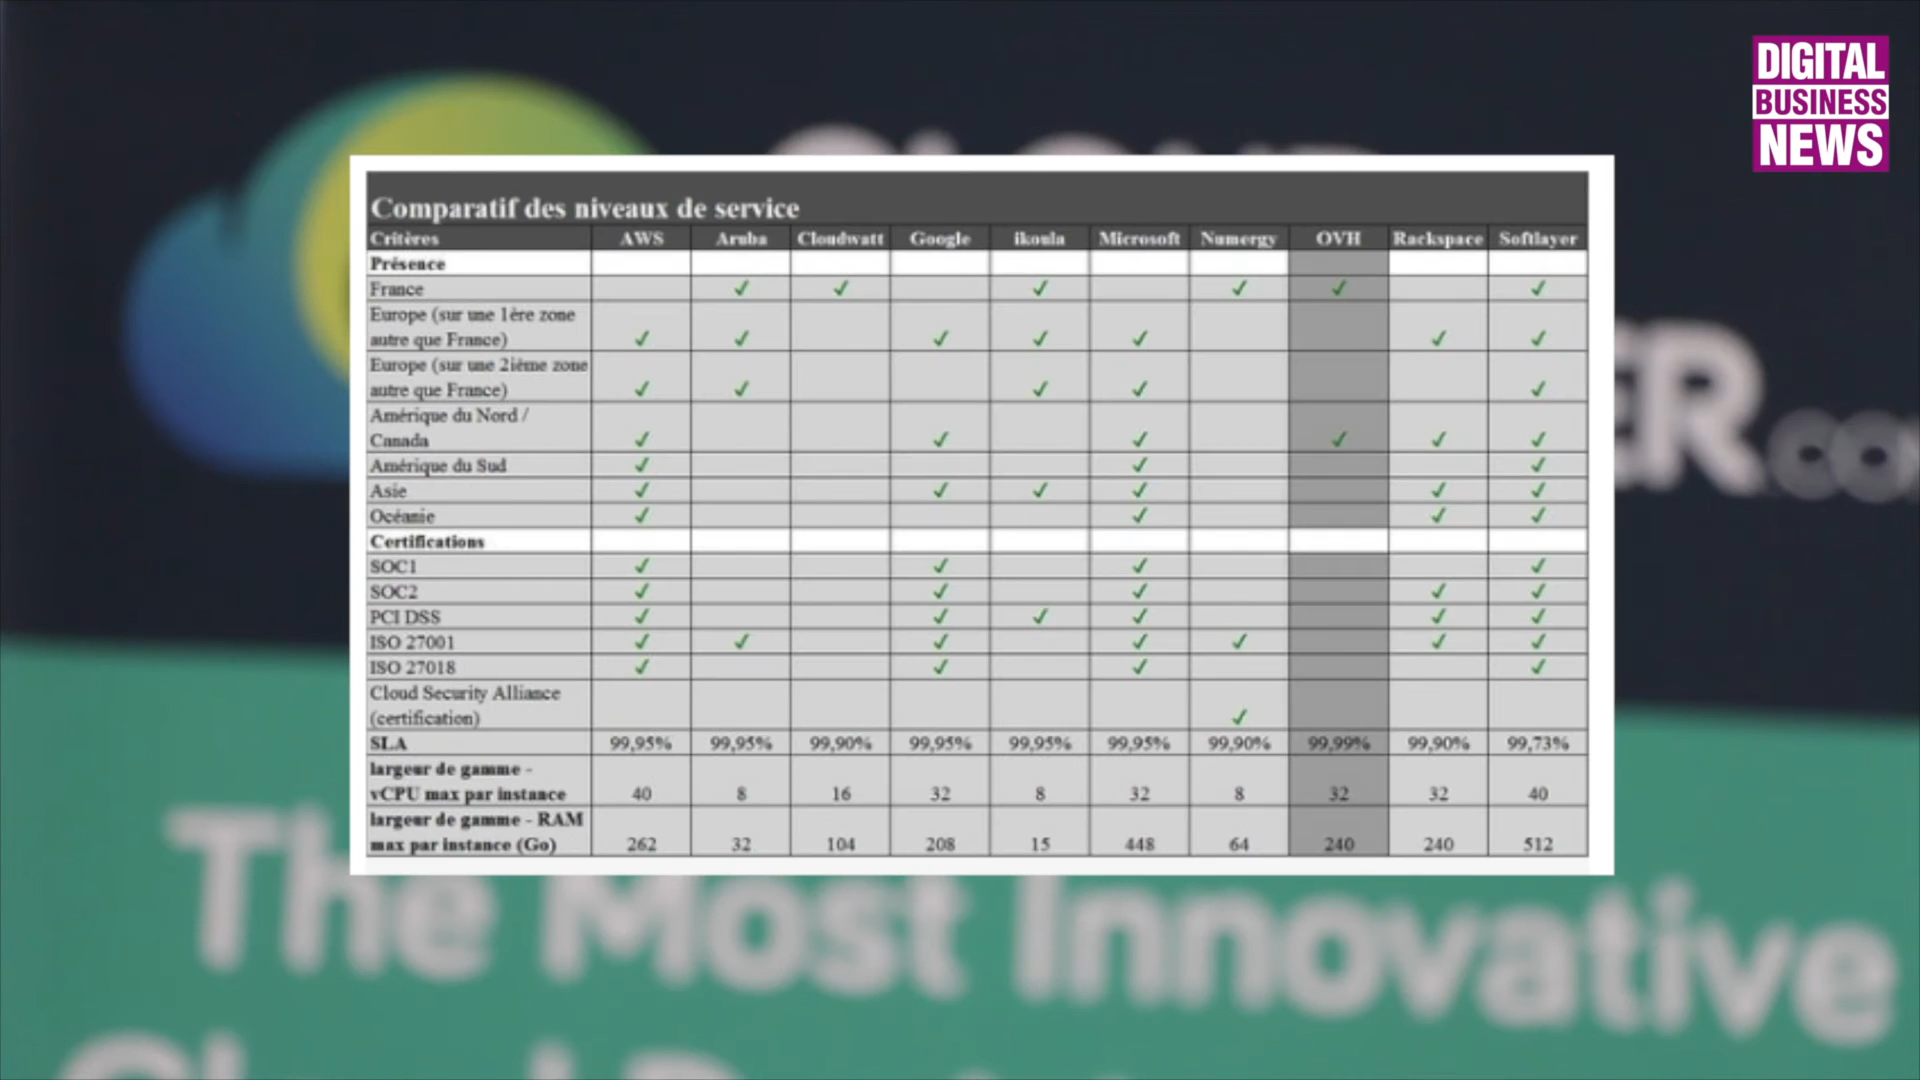 DIGITAL
BUSINESS
NEWS
Comparatif des niveaux de service
Critères AWS Aruba Cloudwatt Google ikoula Microsoft Numergy OVH Rackspace Softlayer
Présence
France ✓ ✓ ✓ ✓ ✓ ✓
Europe (sur une 1ère zone
autre que France) ✓ ✓ ✓ ✓ ✓ ✓ ✓
Europe (sur une 2ième zone
autre que France) ✓ ✓ ✓ ✓ ✓
Amérique du Nord /
Canada ✓ ✓ ✓ ✓ ✓ ✓
Amérique du Sud ✓ ✓ ✓
Asie ✓ ✓ ✓ ✓ ✓ ✓
Océanie ✓ ✓ ✓ ✓
Certifications
SOC1 ✓ ✓ ✓ ✓
SOC2 ✓ ✓ ✓ ✓ ✓
PCI DSS ✓ ✓ ✓ ✓ ✓ ✓
ISO 27001 ✓ ✓ ✓ ✓ ✓ ✓ ✓
ISO 27018 ✓ ✓ ✓ ✓
Cloud Security Alliance
(certification) ✓
SLA 99,95% 99,95% 99,90% 99,95% 99,95% 99,95% 99,90% 99,99% 99,90% 99,73%
largeur de gamme -
vCPU max par instance 40 8 16 32 8 32 8 32 32 40
largeur de gamme - RAM
max par instance (Go) 262 32 104 208 15 448 64 240 240 512
The Most Innovative